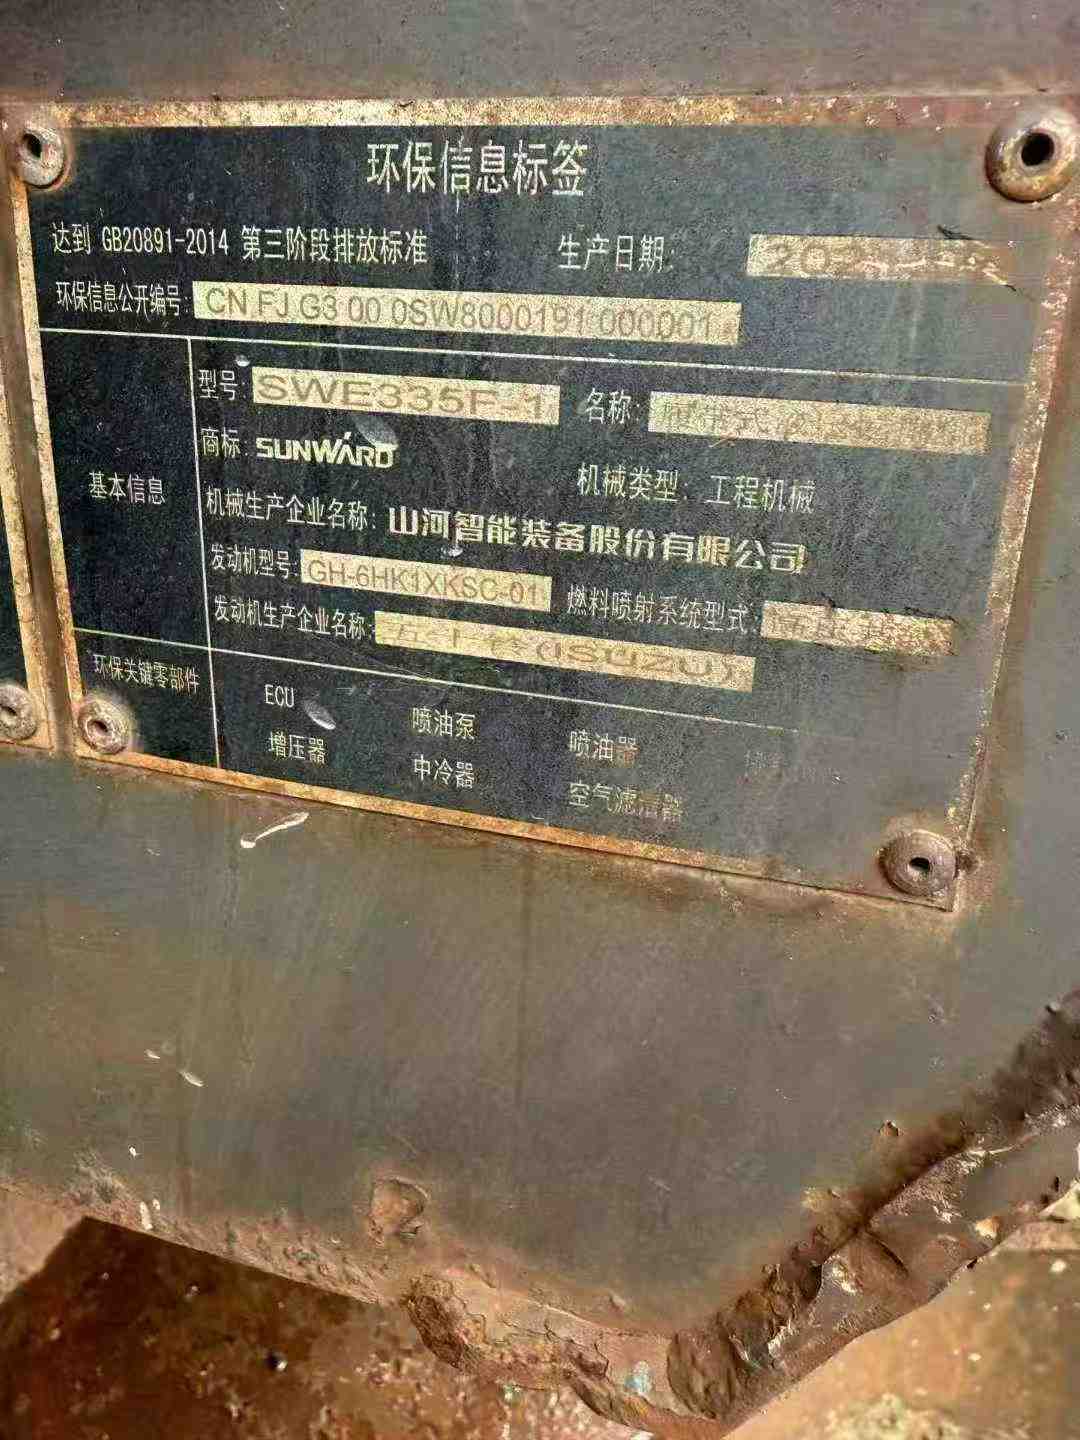 环保信息标签
达到 GB20891-2014 第三阶段排放标准 生产日期:
环保信息公开编号: CN FJ G3 00 0SW8000191 000001
基本信息
型号: SWE335F-1 名称:
商标: SUNWARD 机械类型: 工程机械
机械生产企业名称: 山河智能装备股份有限公司
发动机型号: GH-6HK1XKSC-01 燃料喷射系统型式:
发动机生产企业名称: 五十铃(ISUZU)
环保关键零部件
ECU 喷油泵 喷油器
增压器 中冷器 空气滤清器